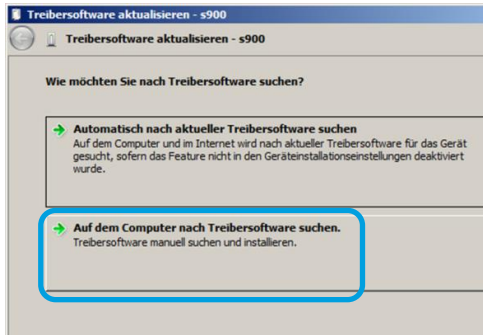 Treibersoftware aktualisieren - s900
Treibersoftware aktualisieren - s900
Wie möchten Sie nach Treibersoftware suchen?
Automatisch nach aktueller Treibersoftware suchen
Auf dem Computer und im Internet wird nach aktueller Treibersoftware für das Gerät
gesucht, sofern das Feature nicht in den Geräteinstallationseinstellungen deaktiviert
wurde.
Auf dem Computer nach Treibersoftware suchen.
Treibersoftware manuell suchen und installieren.